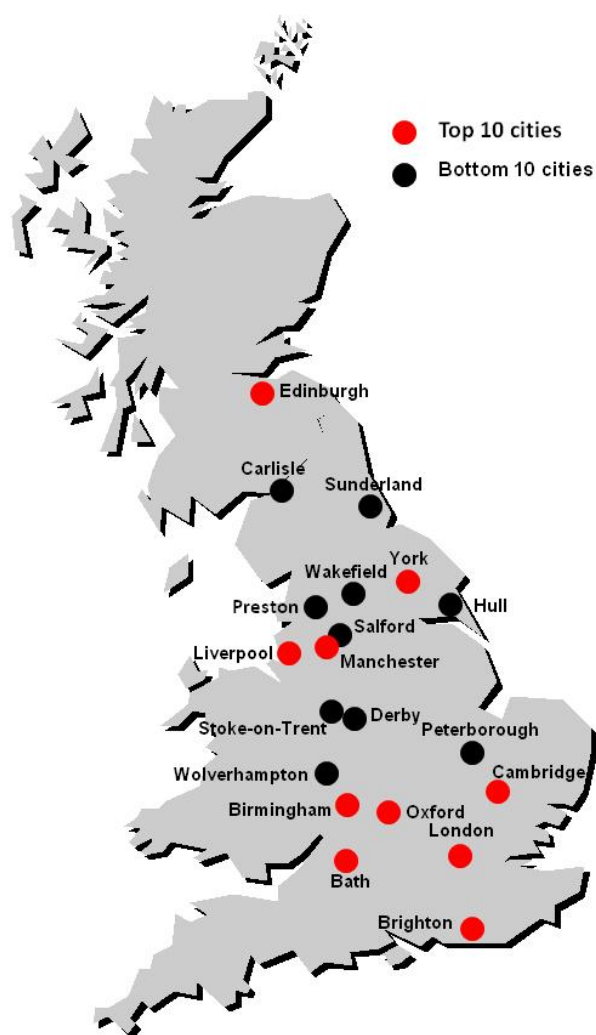 Top 10 cities
Bottom 10 cities
Edinburgh
Carlisle
Sunderland
York
Wakefield
Preston
Hull
Salford
Liverpool
Manchester
Stoke-on-Trent
Derby
Peterborough
Wolverhampton
Cambridge
Birmingham
Oxford
London
Bath
Brighton